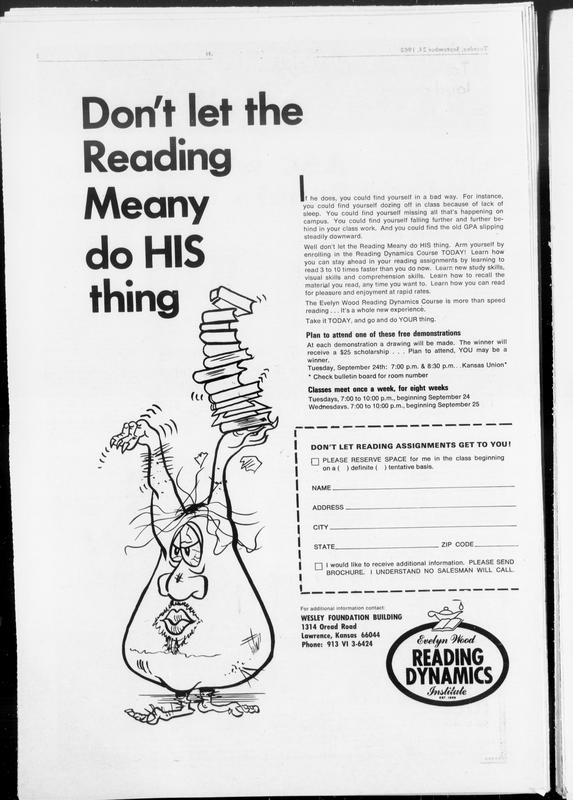 Don't let the
Reading
Meany
do HIS
thing
If he does, you could find yourself in a bad way. For instance,
you could find yourself dozing off in class because of lack of
sleep. You could find yourself missing all that's happening on
campus. You could find yourself falling further and further be-
hind in your class work. And you could find the old GPA slipping
steadily downward.
Well don't let the Reading Meany do HIS thing. Arm yourself by
enrolling in the Reading Dynamics Course TODAY! Learn how
you can stay ahead in your reading assignments by learning to
read 3 to 10 times faster than you do now. Learn new study skills,
visual skills and comprehension skills. Learn how to recall the
material you read, any time you want to. Learn how you can read
for pleasure and enjoyment at rapid rates.
The Evelyn Wood Reading Dynamics Course is more than speed
reading . . . It's a whole new experience.
Take it TODAY, and go and do YOUR thing.
Plan to attend one of these free demonstrations
At each demonstration a drawing will be made. The winner will
receive a $25 scholarship . . . Plan to attend, YOU may be a
winner.
Tuesday, September 24th: 7:00 p.m. & 8:30 p.m. . . Kansas Union*
* Check bulletin board for room number
Classes meet once a week, for eight weeks
Tuesdays, 7:00 to 10:00 p.m., beginning September 24
Wednesdays, 7:00 to 10:00 p.m., beginning September 25
DON'T LET READING ASSIGNMENTS GET TO YOU!
PLEASE RESERVE SPACE for me in the class beginning
on a ( ) definite ( ) tentative basis.
NAME
ADDRESS
CITY
STATE ZIP CODE
I would like to receive additional information. PLEASE SEND
BROCHURE. I UNDERSTAND NO SALESMAN WILL CALL.
For additional information contact:
WESLEY FOUNDATION BUILDING
1314 Oread Road
Lawrence, Kansas 66044
Phone: 913 VI 3-6424
Evelyn Wood
READING
DYNAMICS
Institute